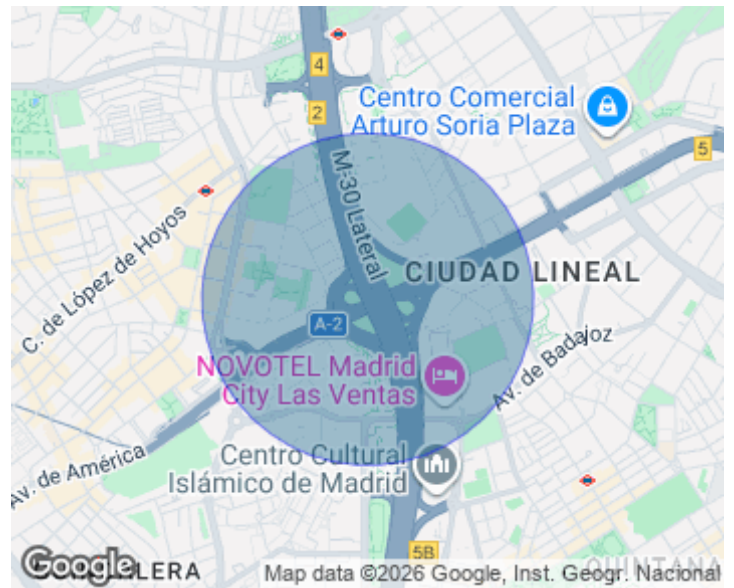 4
2
Centro Comercial
Arturo Soria Plaza
5
M-30 Lateral
C. de López de Hoyos
CIUDAD LINEAL
A-2
NOVOTEL Madrid
City Las Ventas
Av. de Badajoz
Centro Cultural
Islámico de Madrid
Av. de América
5B
QUINTANA
Google
LERA
Map data ©2026 Google, Inst. Geogr. Nacional